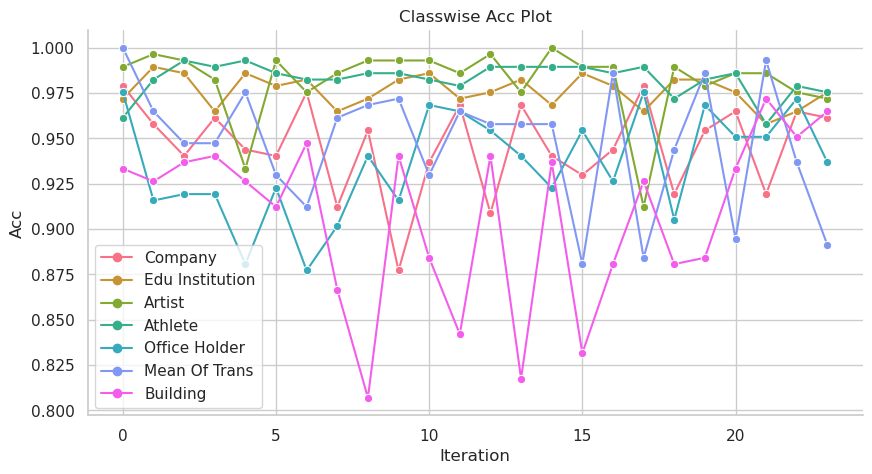 Classwise Acc Plot
Acc
1.000
0.975
0.950
0.925
0.900
0.875
0.850
0.825
0.800
Company
Edu Institution
Artist
Athlete
Office Holder
Mean Of Trans
Building
0 5 10 15 20
Iteration